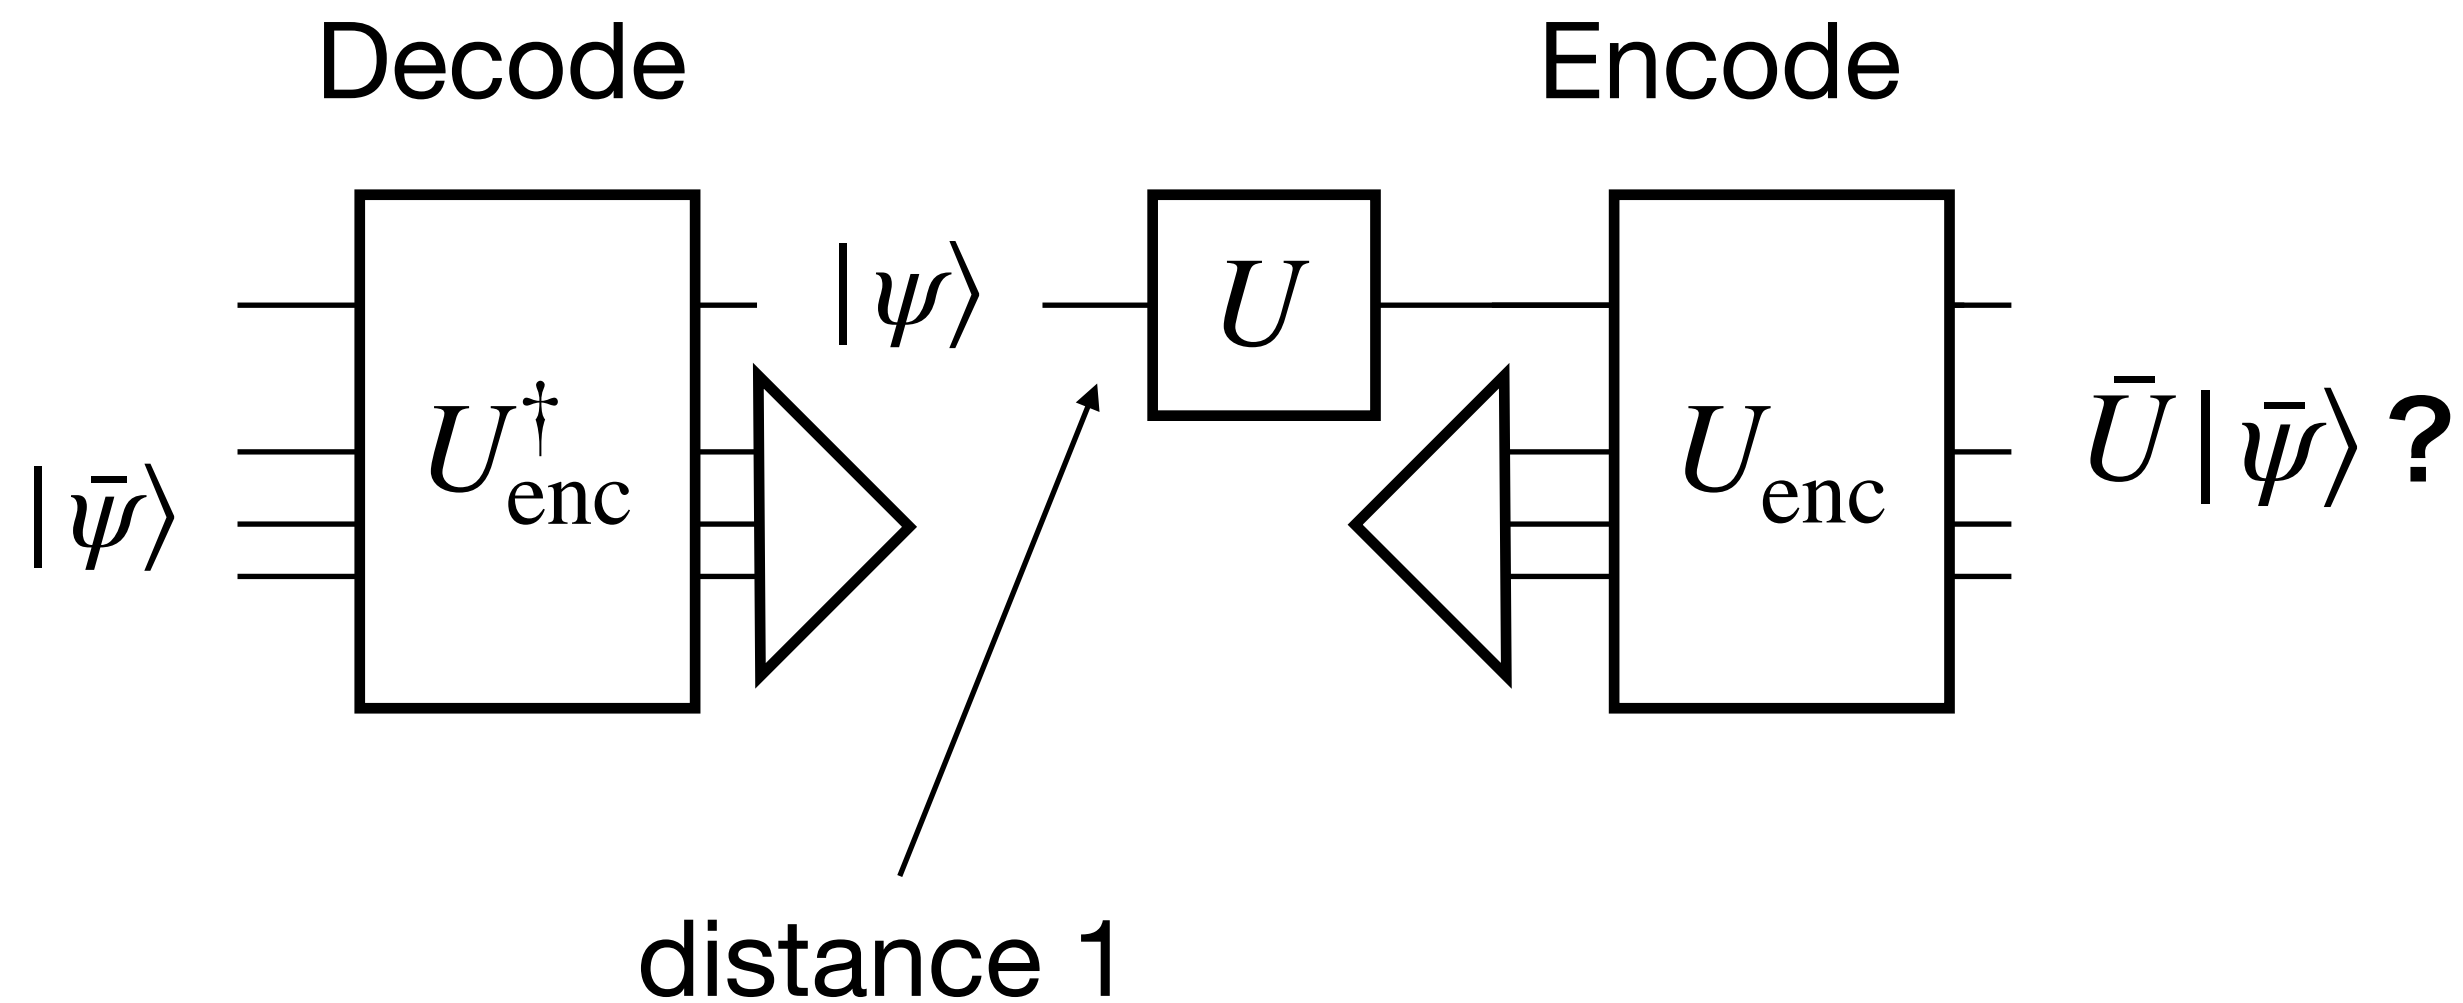 Decode
Encode
|ψ̄⟩
U†enc
|ψ⟩
U
Uenc
Ū|ψ̄⟩?
distance 1